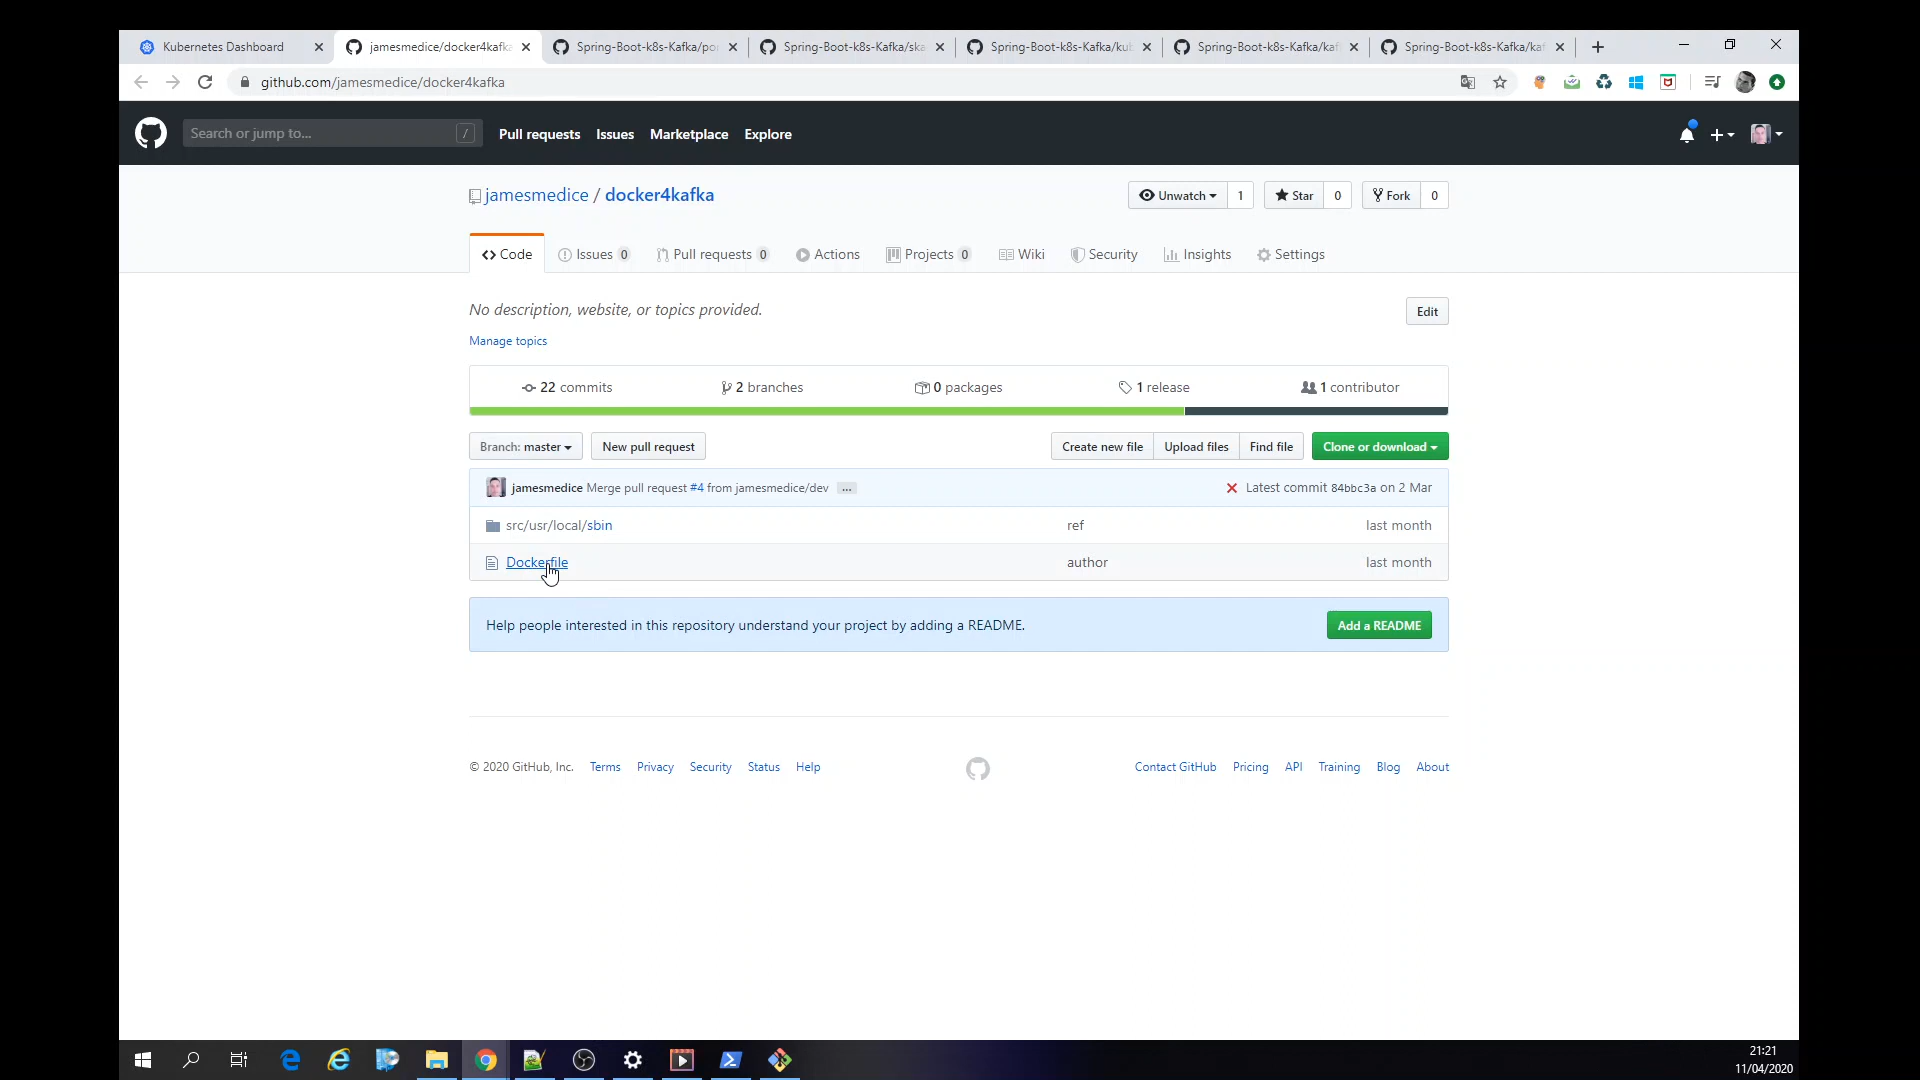 Kubernetes Dashboard
jamesmedice/docker4kafka
Spring-Boot-k8s-Kafka/po
Spring-Boot-k8s-Kafka/ska
Spring-Boot-k8s-Kafka/kub
Spring-Boot-k8s-Kafka/kaf
Spring-Boot-k8s-Kafka/kaf
github.com/jamesmedice/docker4kafka
Search or jump to... /
Pull requests Issues Marketplace Explore
jamesmedice / docker4kafka
Unwatch 1 Star 0 Fork 0
Code Issues 0 Pull requests 0 Actions Projects 0 Wiki Security Insights Settings
No description, website, or topics provided.
Edit
Manage topics
22 commits 2 branches 0 packages 1 release 1 contributor
Branch: master New pull request Create new file Upload files Find file Clone or download
jamesmedice Merge pull request #4 from jamesmedice/dev ... Latest commit 84bbc3a on 2 Mar
src/usr/local/sbin ref last month
Dockerfile author last month
Help people interested in this repository understand your project by adding a README.
Add a README
© 2020 GitHub, Inc. Terms Privacy Security Status Help Contact GitHub Pricing API Training Blog About
21:21
11/04/2020